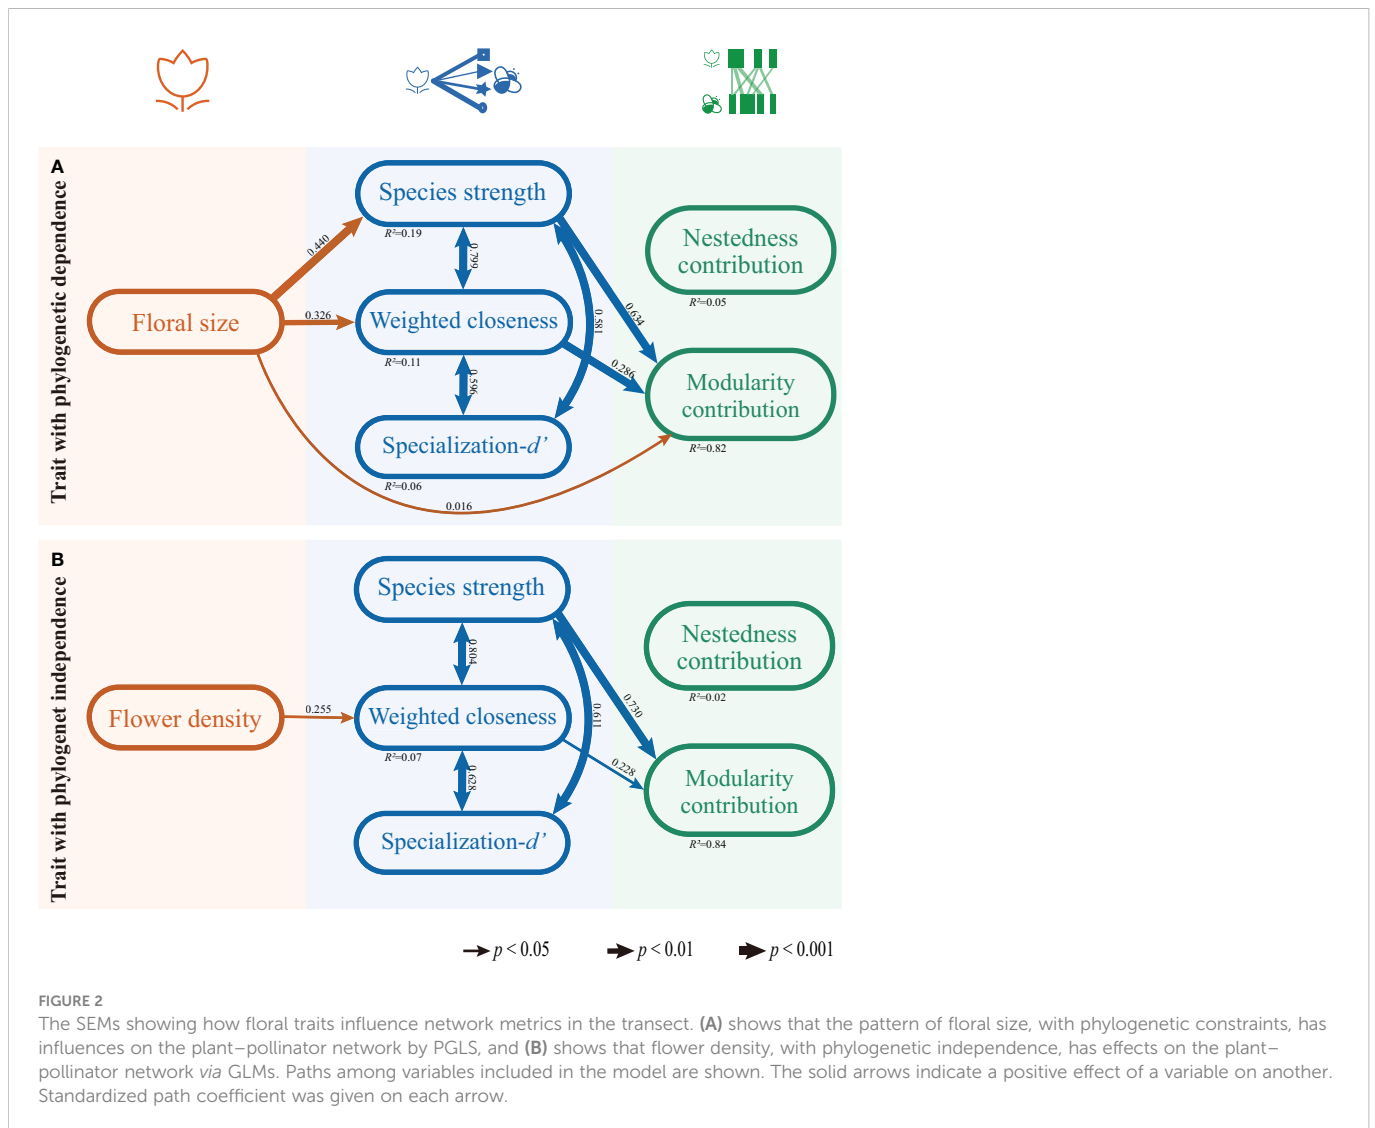 A
Trait with phylogenetic dependence
Floral size
0.440
0.326
0.016
Species strength
R²=0.19
0.799
Weighted closeness
R²=0.11
0.596
Specialization-d’
R²=0.06
0.581
0.634
0.286
Nestedness
contribution
R²=0.05
Modularity
contribution
R²=0.82
B
Trait with phylogenet independence
Flower density
0.255
Species strength
0.804
Weighted closeness
R²=0.07
0.628
Specialization-d’
0.611
0.730
0.228
Nestedness
contribution
R²=0.02
Modularity
contribution
R²=0.84
p < 0.05 p < 0.01 p < 0.001
FIGURE 2
The SEMs showing how floral traits influence network metrics in the transect. (A) shows that the pattern of floral size, with phylogenetic constraints, has
influences on the plant–pollinator network by PGLS, and (B) shows that flower density, with phylogenetic independence, has effects on the plant–
pollinator network via GLMs. Paths among variables included in the model are shown. The solid arrows indicate a positive effect of a variable on another.
Standardized path coefficient was given on each arrow.